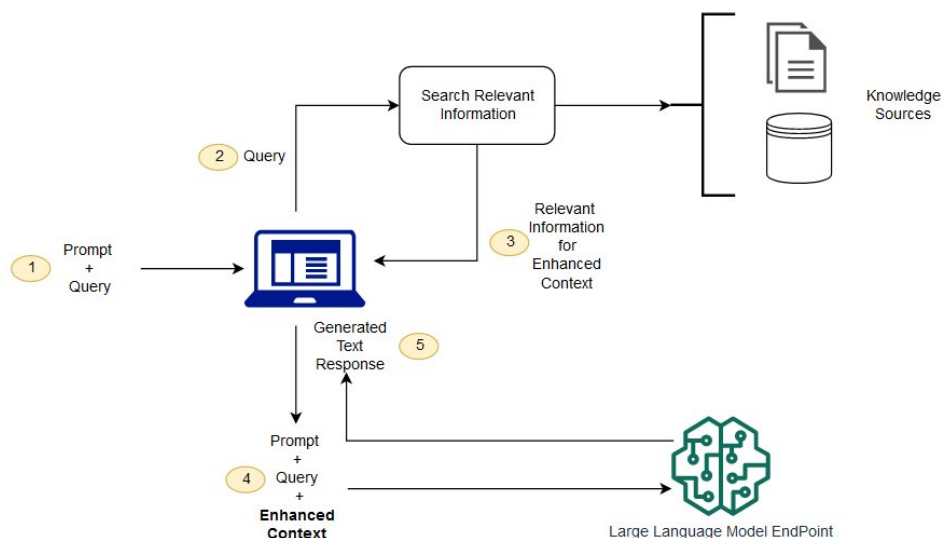 Search Relevant
Information
Knowledge
Sources
2
Query
1
Prompt
+
Query
3
Relevant
Information
for
Enhanced
Context
Generated
Text
Response
5
4
Prompt
+
Query
+
Enhanced
Context
Large Language Model EndPoint